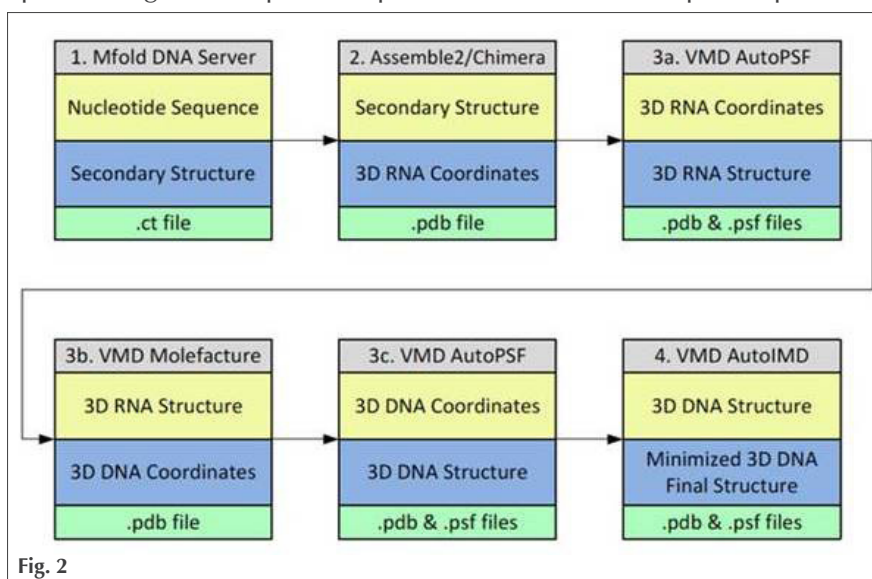 1. Mfold DNA Server
Nucleotide Sequence
Secondary Structure
.ct file
2. Assemble2/Chimera
Secondary Structure
3D RNA Coordinates
.pdb file
3a. VMD AutoPSF
3D RNA Coordinates
3D RNA Structure
.pdb & .psf files
3b. VMD Molefacture
3D RNA Structure
3D DNA Coordinates
.pdb file
3c. VMD AutoPSF
3D DNA Coordinates
3D DNA Structure
.pdb & .psf files
4. VMD AutoIMD
3D DNA Structure
Minimized 3D DNA
Final Structure
.pdb & .psf files
Fig. 2